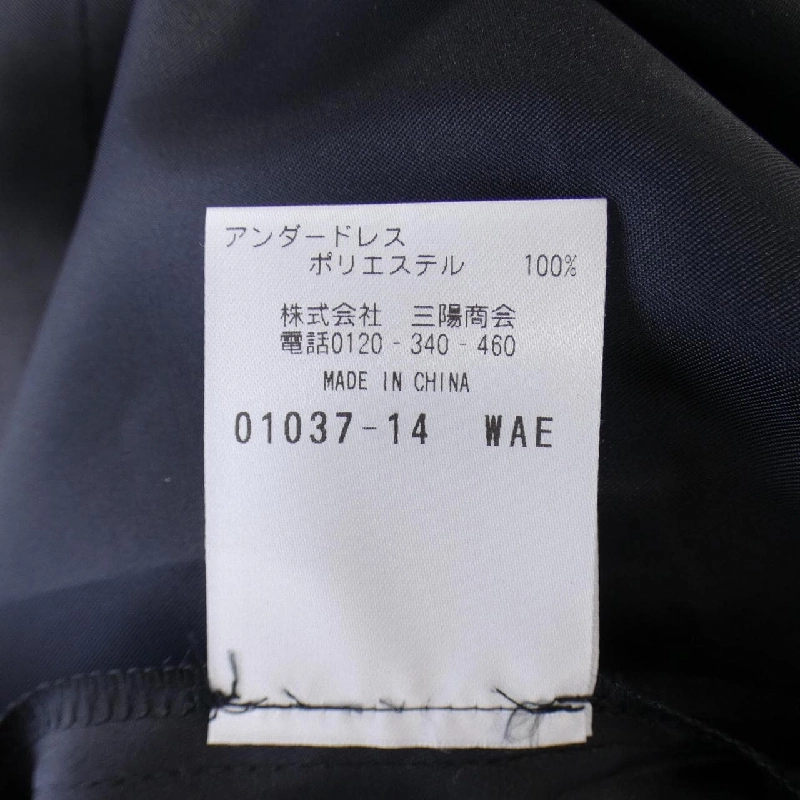 アンダードレス
ポリエステル 100%
株式会社 三陽商会
電話0120-340-460
MADE IN CHINA
01037-14 WAE